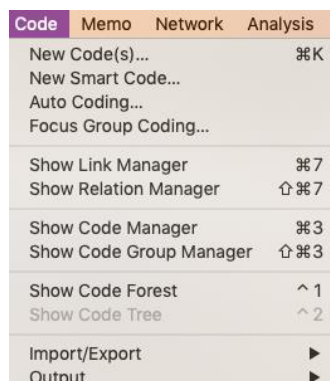 Code Memo Network Analysis
New Code(s)... ⌘K
New Smart Code...
Auto Coding...
Focus Group Coding...
Show Link Manager ⌘7
Show Relation Manager ⇧⌘7
Show Code Manager ⌘3
Show Code Group Manager ⇧⌘3
Show Code Forest ^1
Show Code Tree ^2
Import/Export ▶
Output ▶